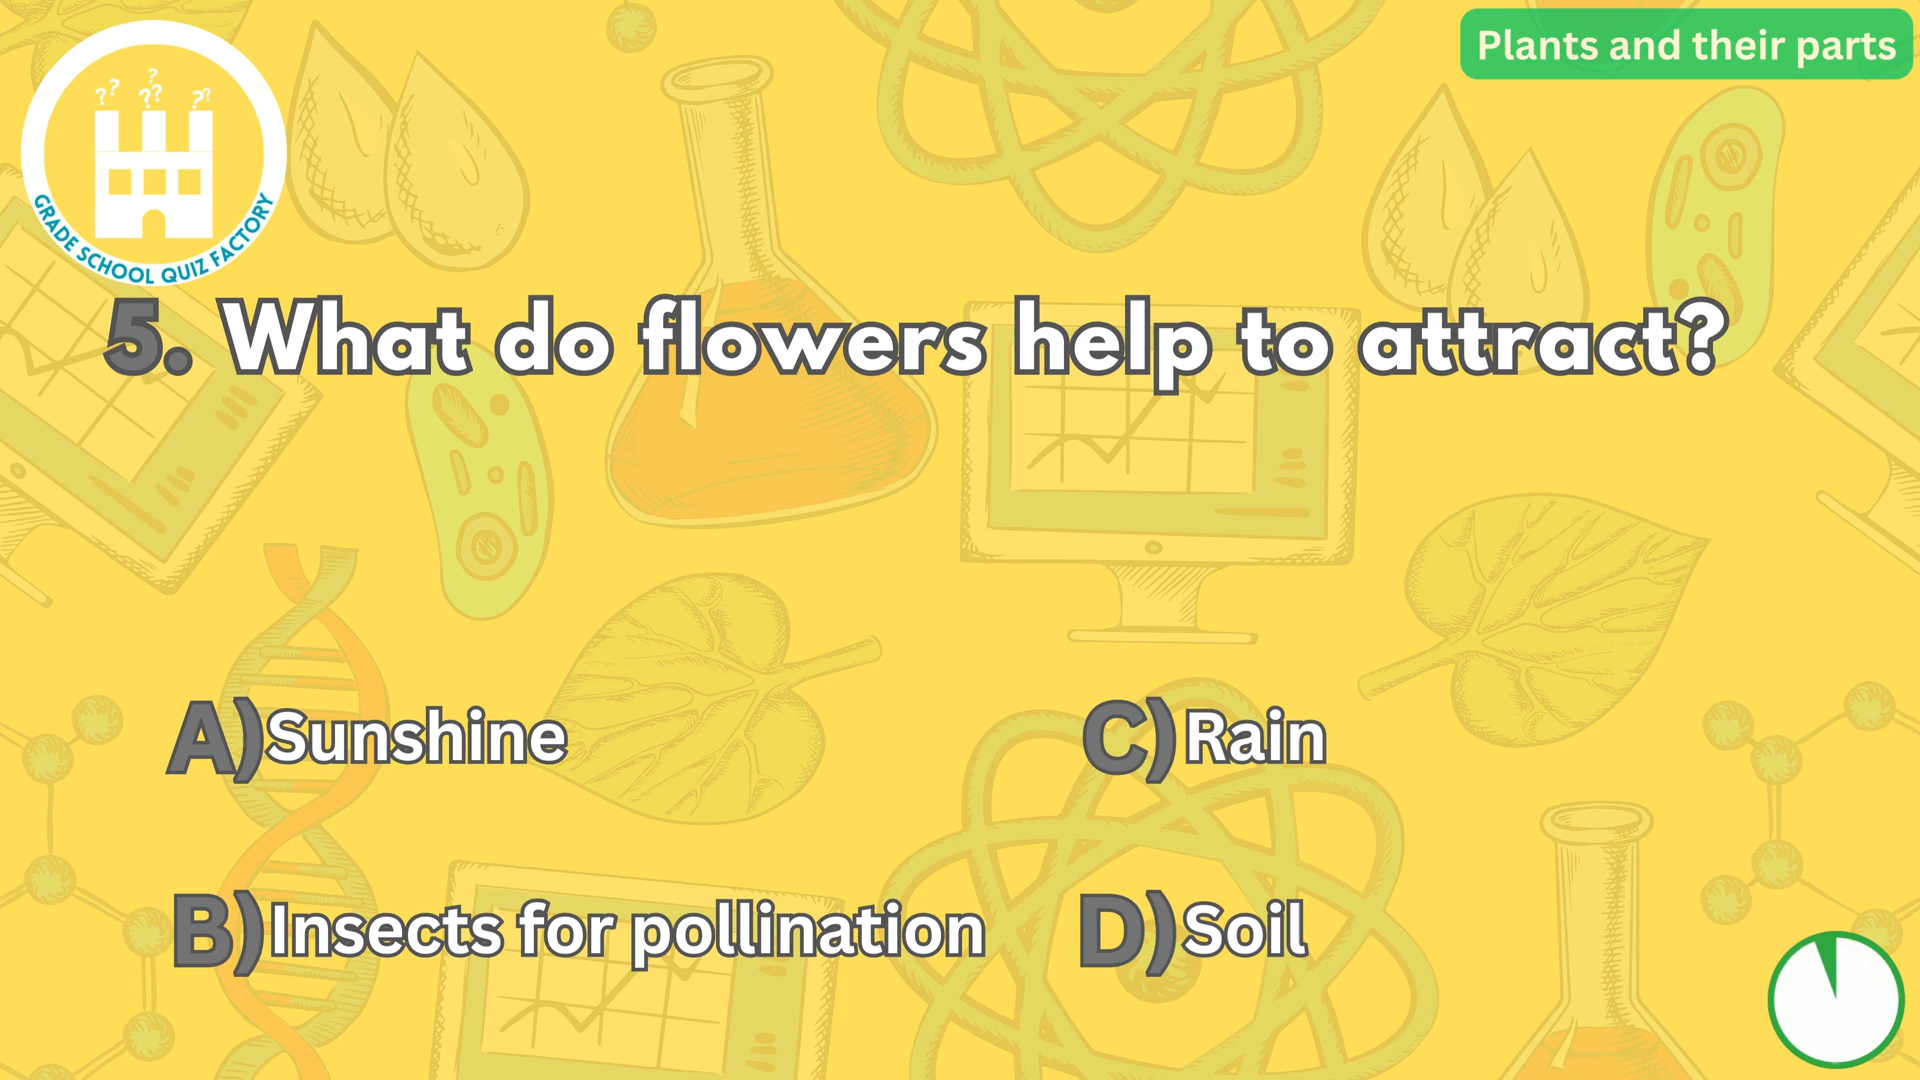 Plants and their parts
?? ?
?? ??
GRADE SCHOOL QUIZ FACTORY
5. What do flowers help to attract?
A) Sunshine
B) Insects for pollination
C) Rain
D) Soil